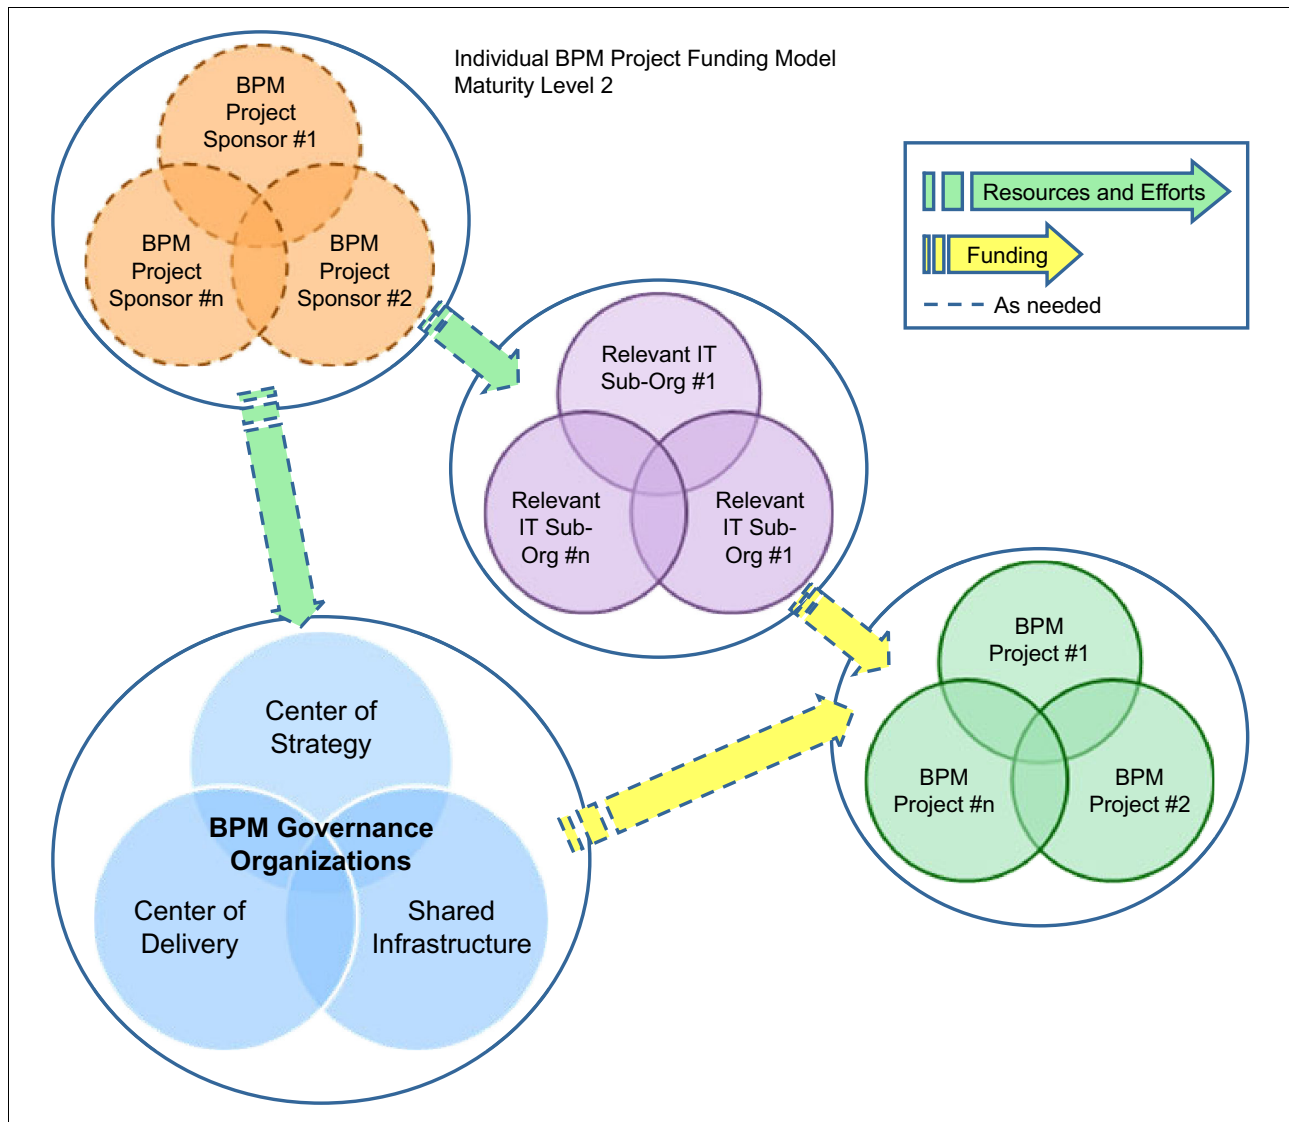 Individual BPM Project Funding Model
Maturity Level 2
BPM
Project
Sponsor #1
BPM
Project
Sponsor #n
BPM
Project
Sponsor #2
Resources and Efforts
Funding
As needed
Relevant IT
Sub-Org #1
Relevant
IT Sub-
Org #n
Relevant
IT Sub-
Org #1
BPM
Project #1
BPM
Project #n
BPM
Project #2
Center of
Strategy
BPM Governance
Organizations
Center of
Delivery
Shared
Infrastructure